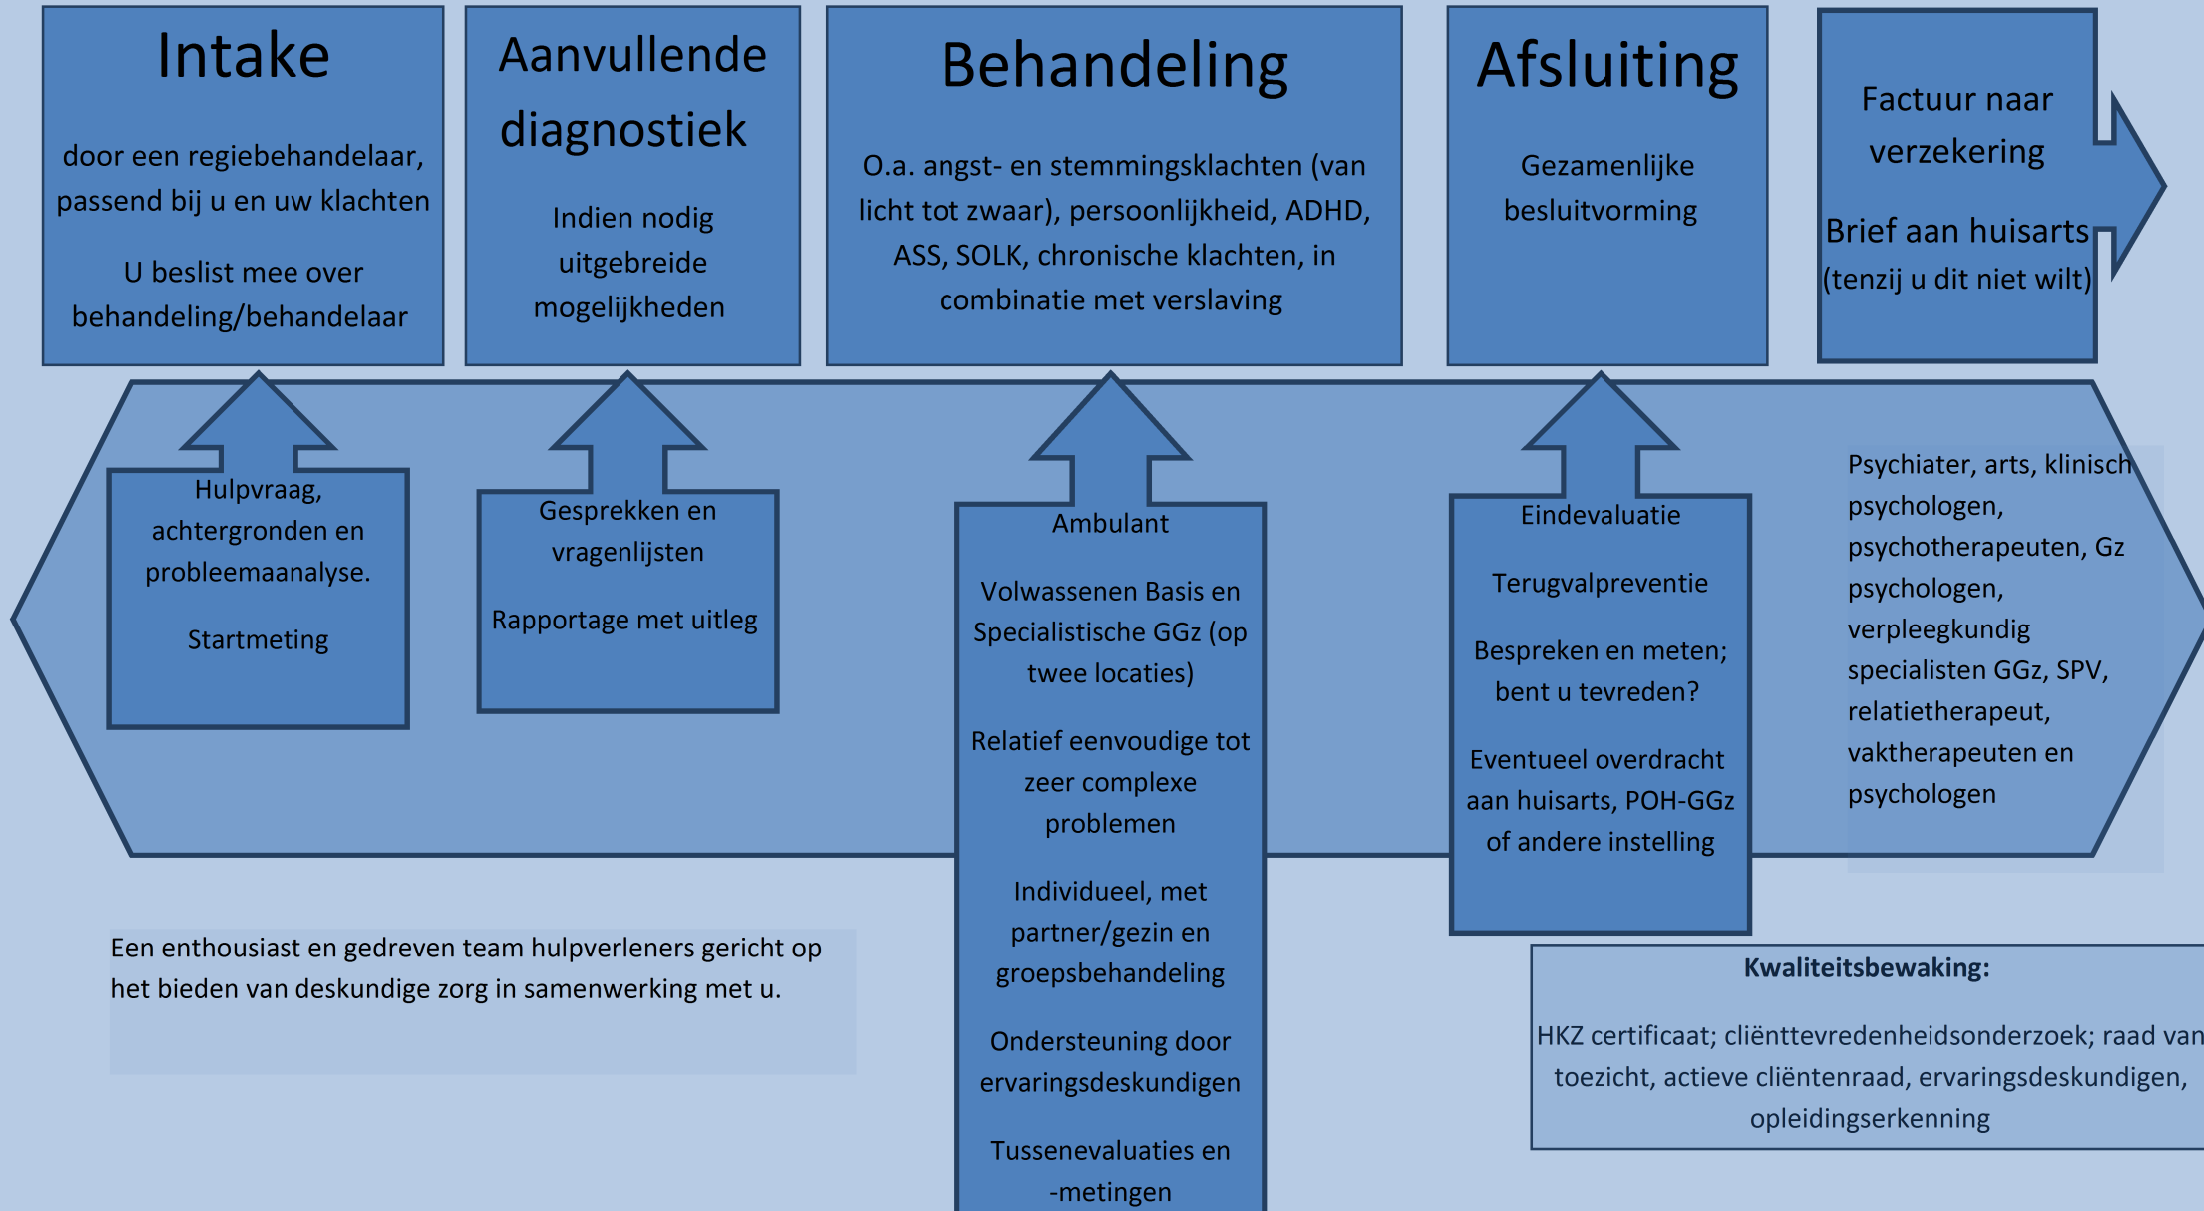 Intake
door een regiebehandelaar,
passend bij u en uw klachten
U beslist mee over
behandeling/behandelaar
Aanvullende
diagnostiek
Indien nodig
uitgebreide
mogelijkheden
Behandeling
O.a. angst- en stemmingsklachten (van
licht tot zwaar), persoonlijkheid, ADHD,
ASS, SOLK, chronische klachten, in
combinatie met verslaving
Afsluiting
Gezamenlijke
besluitvorming
Factuur naar
verzekering
Brief aan huisarts
(tenzij u dit niet wilt)
Hulpvraag,
achtergronden en
probleemaanalyse.
Startmeting
Gesprekken en
vragenlijsten
Rapportage met uitleg
Ambulant
Volwassenen Basis en
Specialistische GGz (op
twee locaties)
Relatief eenvoudige tot
zeer complexe
problemen
Individueel, met
partner/gezin en
groepsbehandeling
Ondersteuning door
ervaringsdeskundigen
Tussenevaluaties en
-metingen
Eindevaluatie
Terugvalpreventie
Bespreken en meten;
bent u tevreden?
Eventueel overdracht
aan huisarts, POH-GGz
of andere instelling
Psychiater, arts, klinisch
psychologen,
psychotherapeuten, Gz
psychologen,
verpleegkundig
specialisten GGz, SPV,
relatietherapeut,
vaktherapeuten en
psychologen
Een enthousiast en gedreven team hulpverleners gericht op
het bieden van deskundige zorg in samenwerking met u.
Kwaliteitsbewaking:
HKZ certificaat; cliënttevredenheidsonderzoek; raad van
toezicht, actieve cliëntenraad, ervaringsdeskundigen,
opleidingserkenning